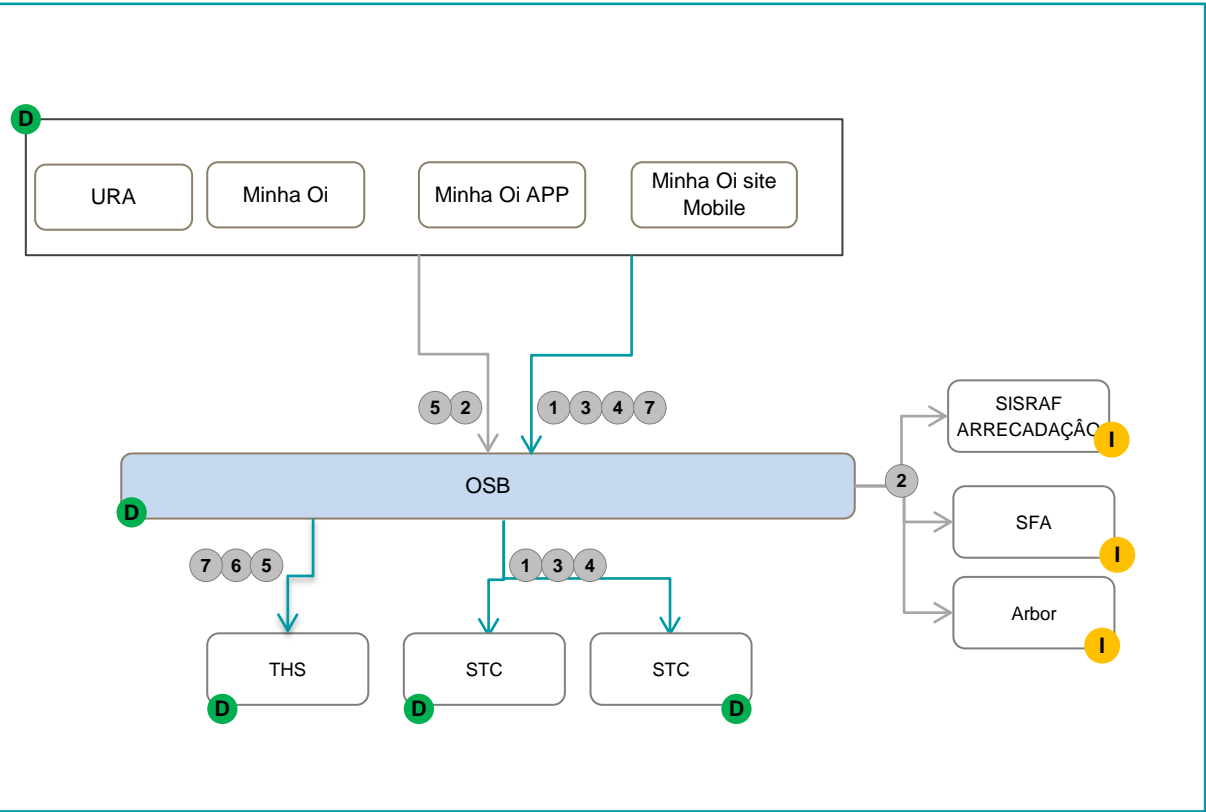 D
URA
Minha Oi
Minha Oi APP
Minha Oi site
Mobile
5 2
1 3 4 7
SISRAF
ARRECADAÇÂO
I
OSB
D
2
SFA
I
7 6 5
1 3 4
Arbor
I
THS
D
STC
D
STC
D